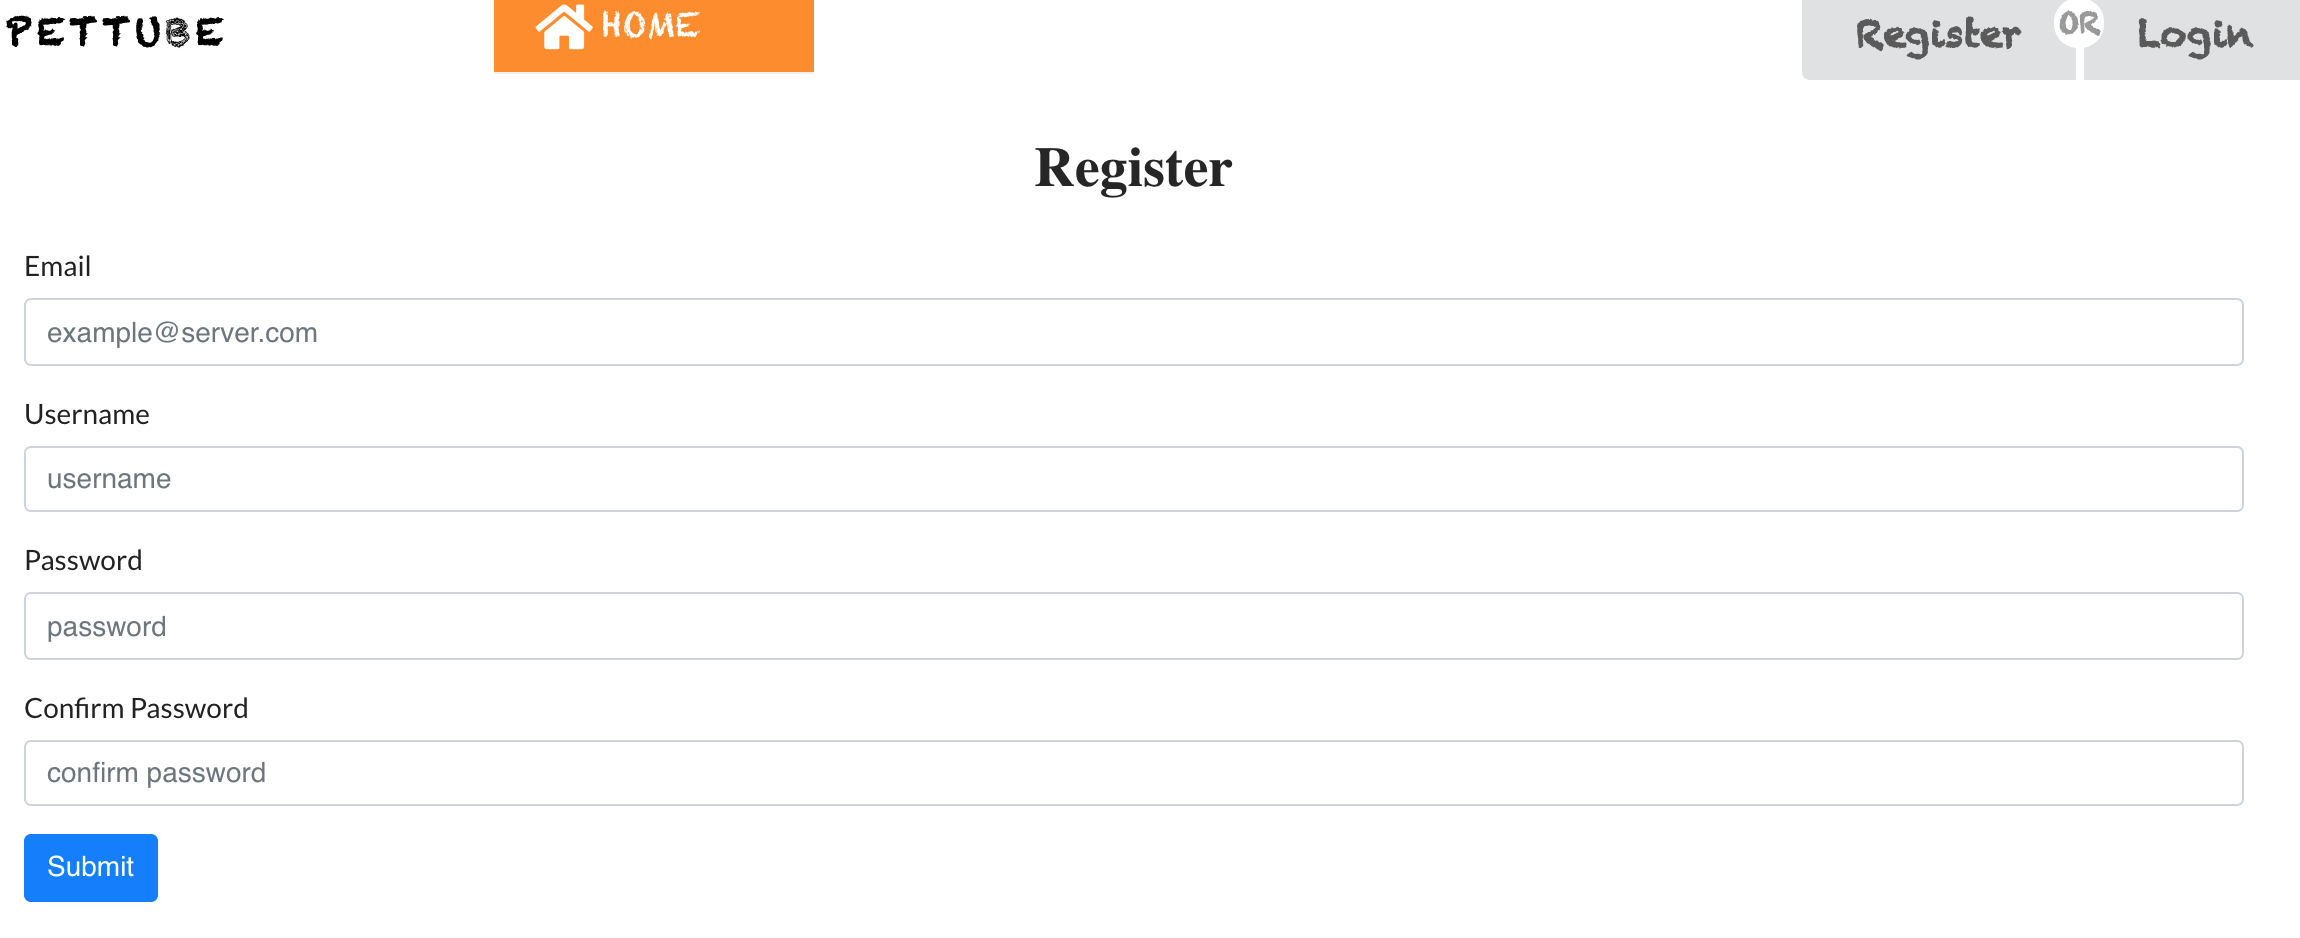 PETTUBE
HOME
Register OR Login
Register
Email
example@server.com
Username
username
Password
password
Confirm Password
confirm password
Submit